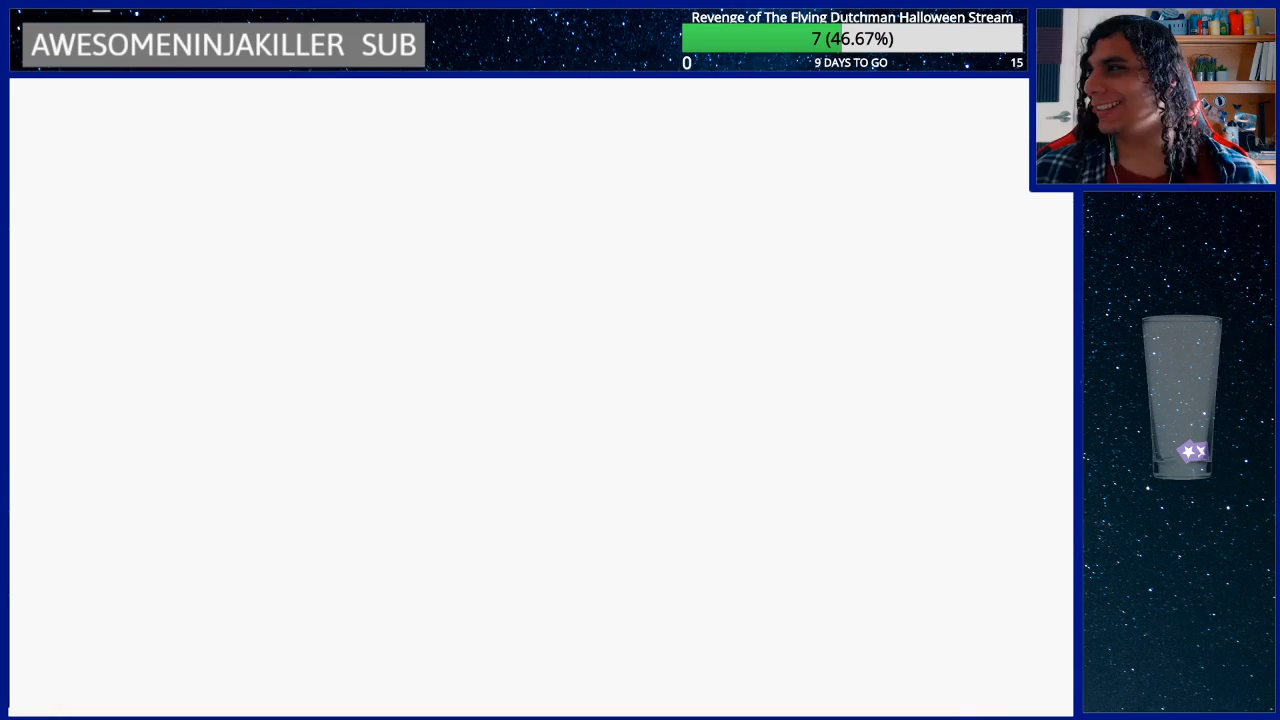 AWESOMENINJAKILLER SUB
Revenge of The Flying Dutchman Halloween Stream
7 (46.67%)
0
9 DAYS TO GO
15